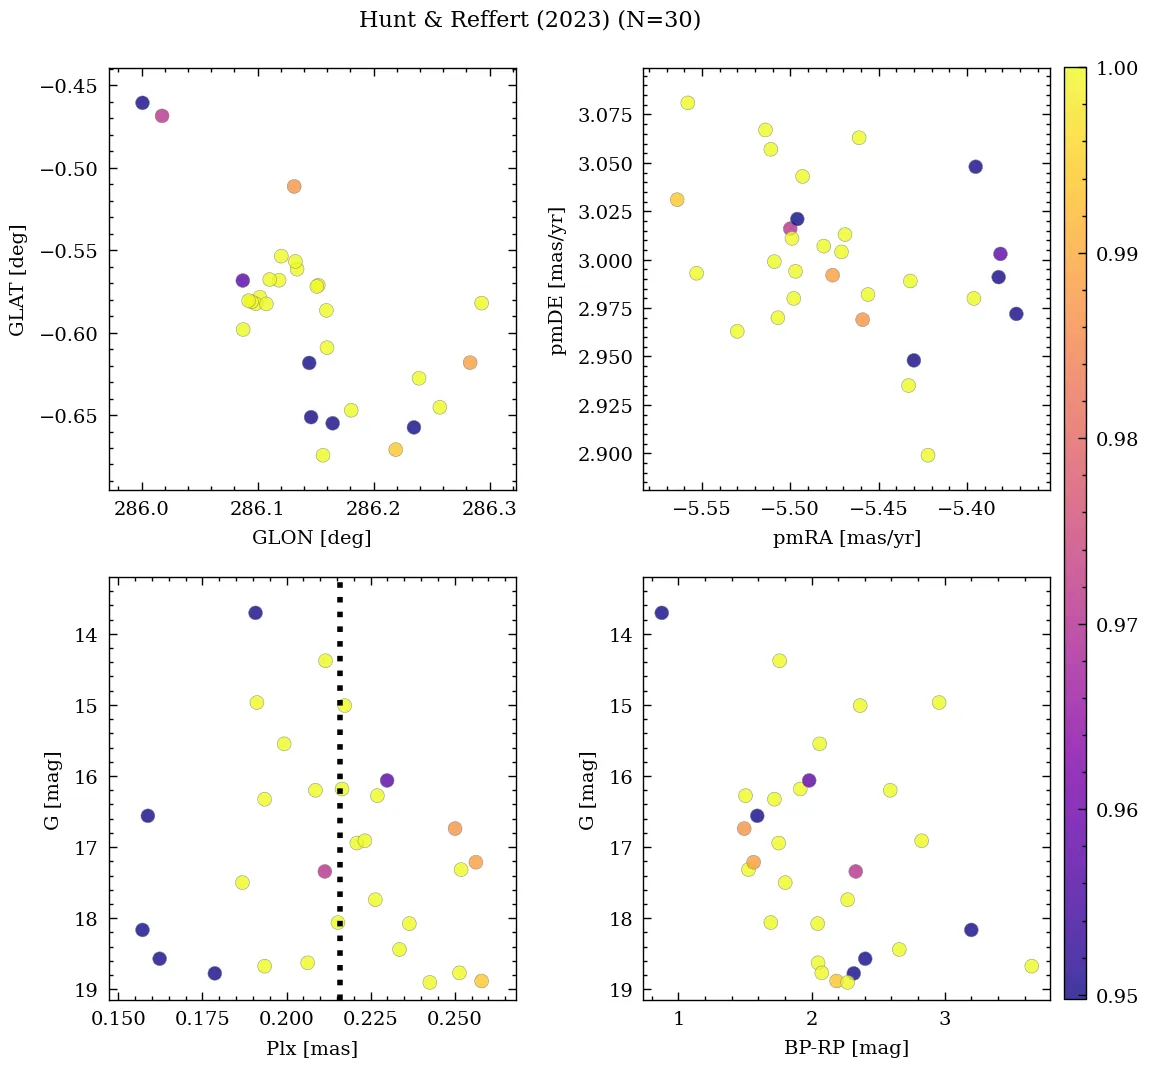 Hunt & Reffert (2023) (N=30)
−0.45
−0.50
−0.55
−0.60
−0.65
GLAT [deg]
286.0 286.1 286.2 286.3
GLON [deg]
3.075
3.050
3.025
3.000
2.975
2.950
2.925
2.900
pmDE [mas/yr]
−5.55 −5.50 −5.45 −5.40
pmRA [mas/yr]
1.00
0.99
0.98
0.97
0.96
0.95
14
15
16
17
18
19
G [mag]
0.150 0.175 0.200 0.225 0.250
Plx [mas]
14
15
16
17
18
19
G [mag]
1 2 3
BP-RP [mag]